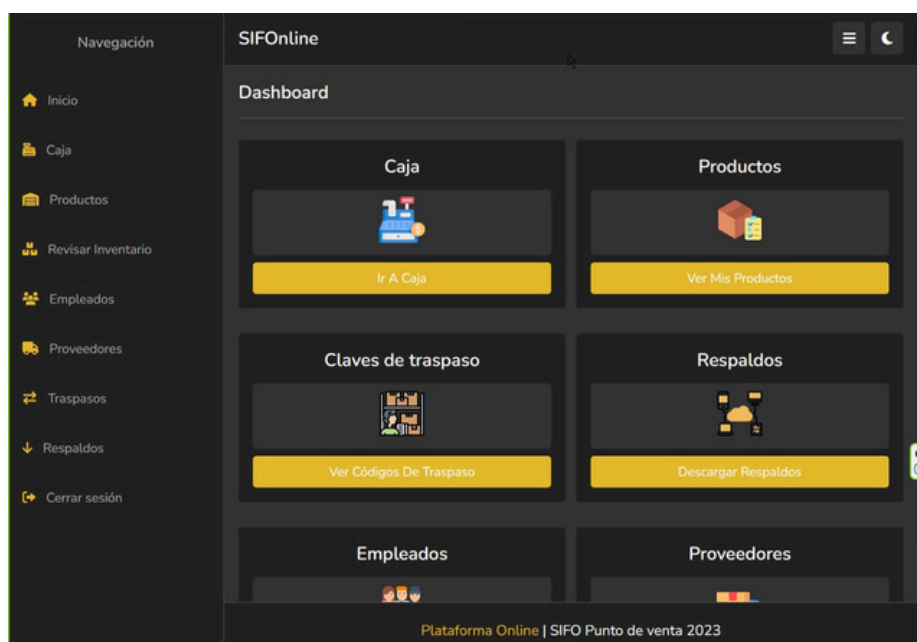 Navegación
Inicio
Caja
Productos
Revisar Inventario
Empleados
Proveedores
Traspasos
Respaldos
Cerrar sesión
SIFOnline
Dashboard
Caja
Ir A Caja
Productos
Ver Mis Productos
Claves de traspaso
Ver Códigos De Traspaso
Respaldos
Descargar Respaldos
Empleados
Proveedores
Plataforma Online | SIFO Punto de venta 2023